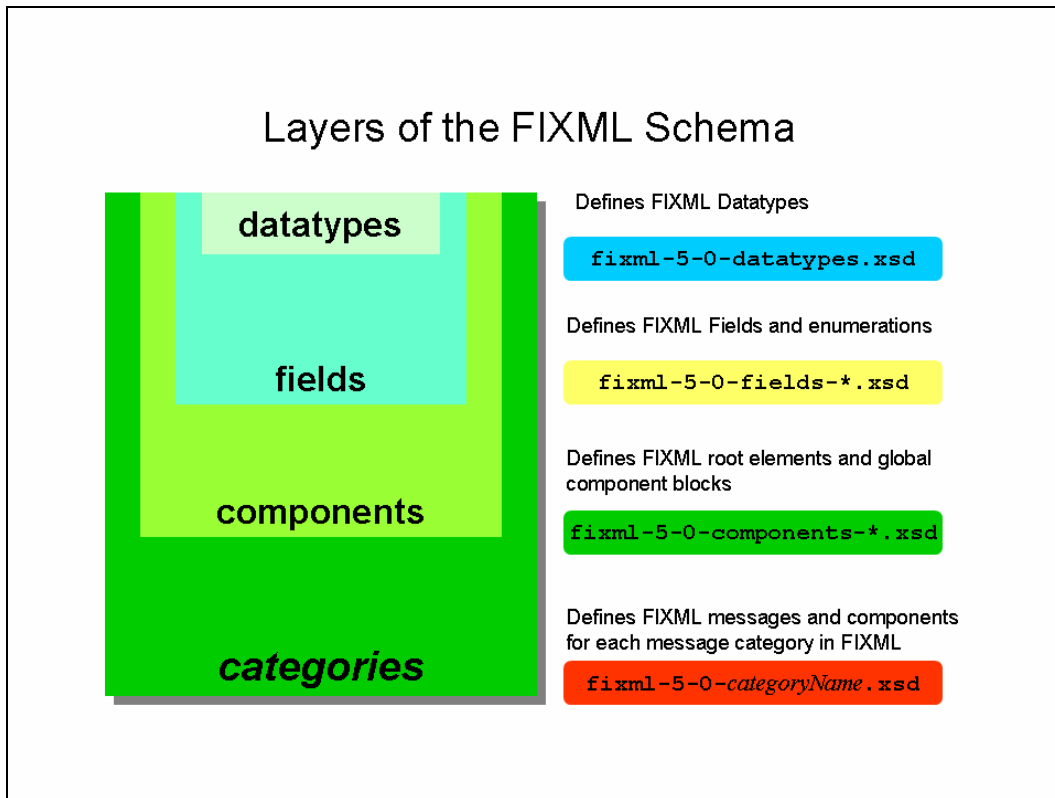 Layers of the FIXML Schema
datatypes
fields
components
categories
Defines FIXML Datatypes
fixml-5-0-datatypes.xsd
Defines FIXML Fields and enumerations
fixml-5-0-fields-*.xsd
Defines FIXML root elements and global
component blocks
fixml-5-0-components-*.xsd
Defines FIXML messages and components
for each message category in FIXML
fixml-5-0-categoryName.xsd